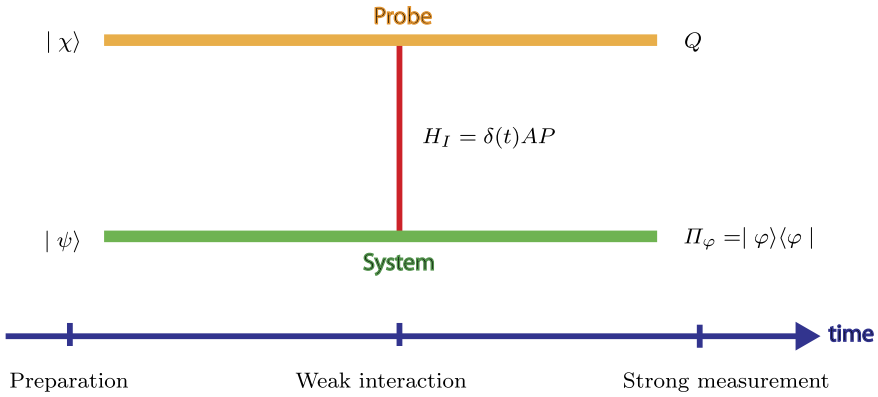 Probe
| χ⟩
Q
H_I = δ(t)AP
| ψ⟩
Π_φ =| φ⟩⟨φ |
System
time
Preparation
Weak interaction
Strong measurement